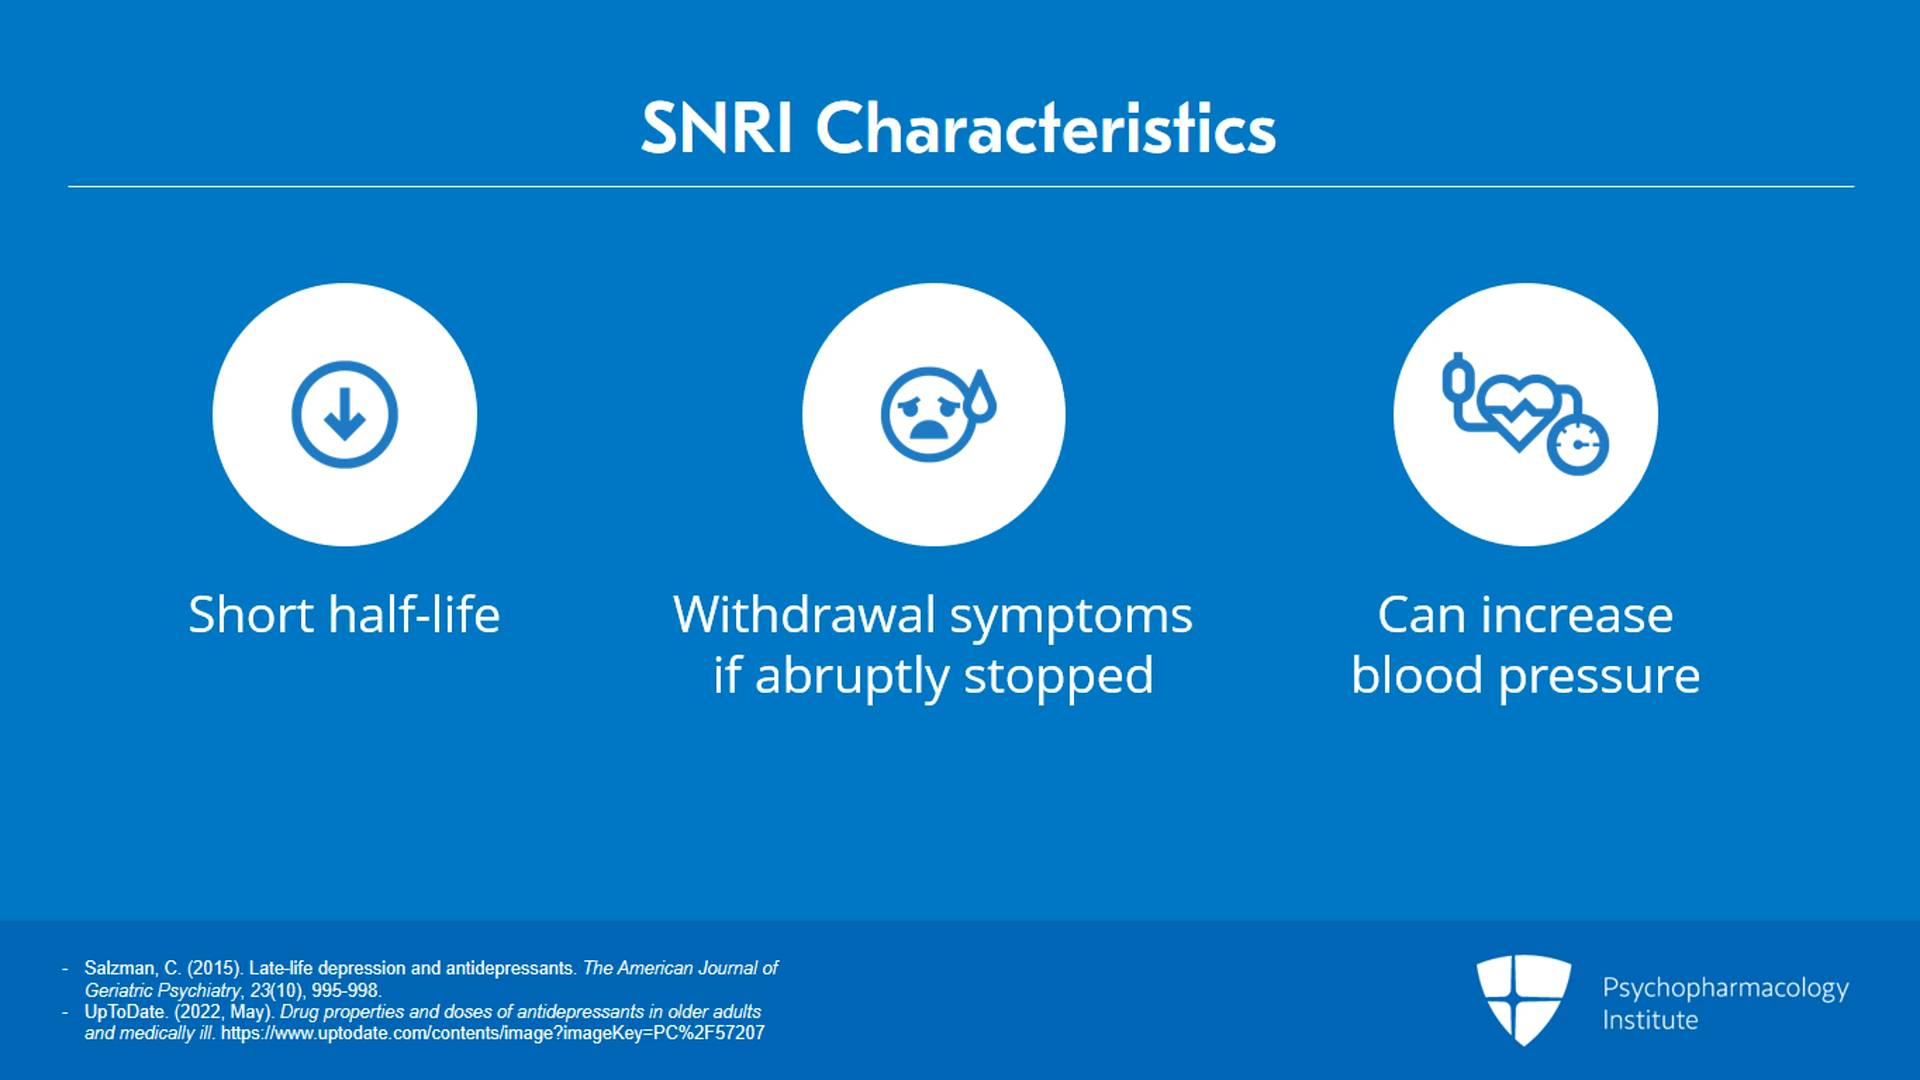 SNRI Characteristics
Short half-life
Withdrawal symptoms
if abruptly stopped
Can increase
blood pressure
- Salzman, C. (2015). Late-life depression and antidepressants. The American Journal of
Geriatric Psychiatry, 23(10), 995-998.
- UpToDate. (2022, May). Drug properties and doses of antidepressants in older adults
and medically ill. https://www.uptodate.com/contents/image?imageKey=PC%2F57207
Psychopharmacology
Institute